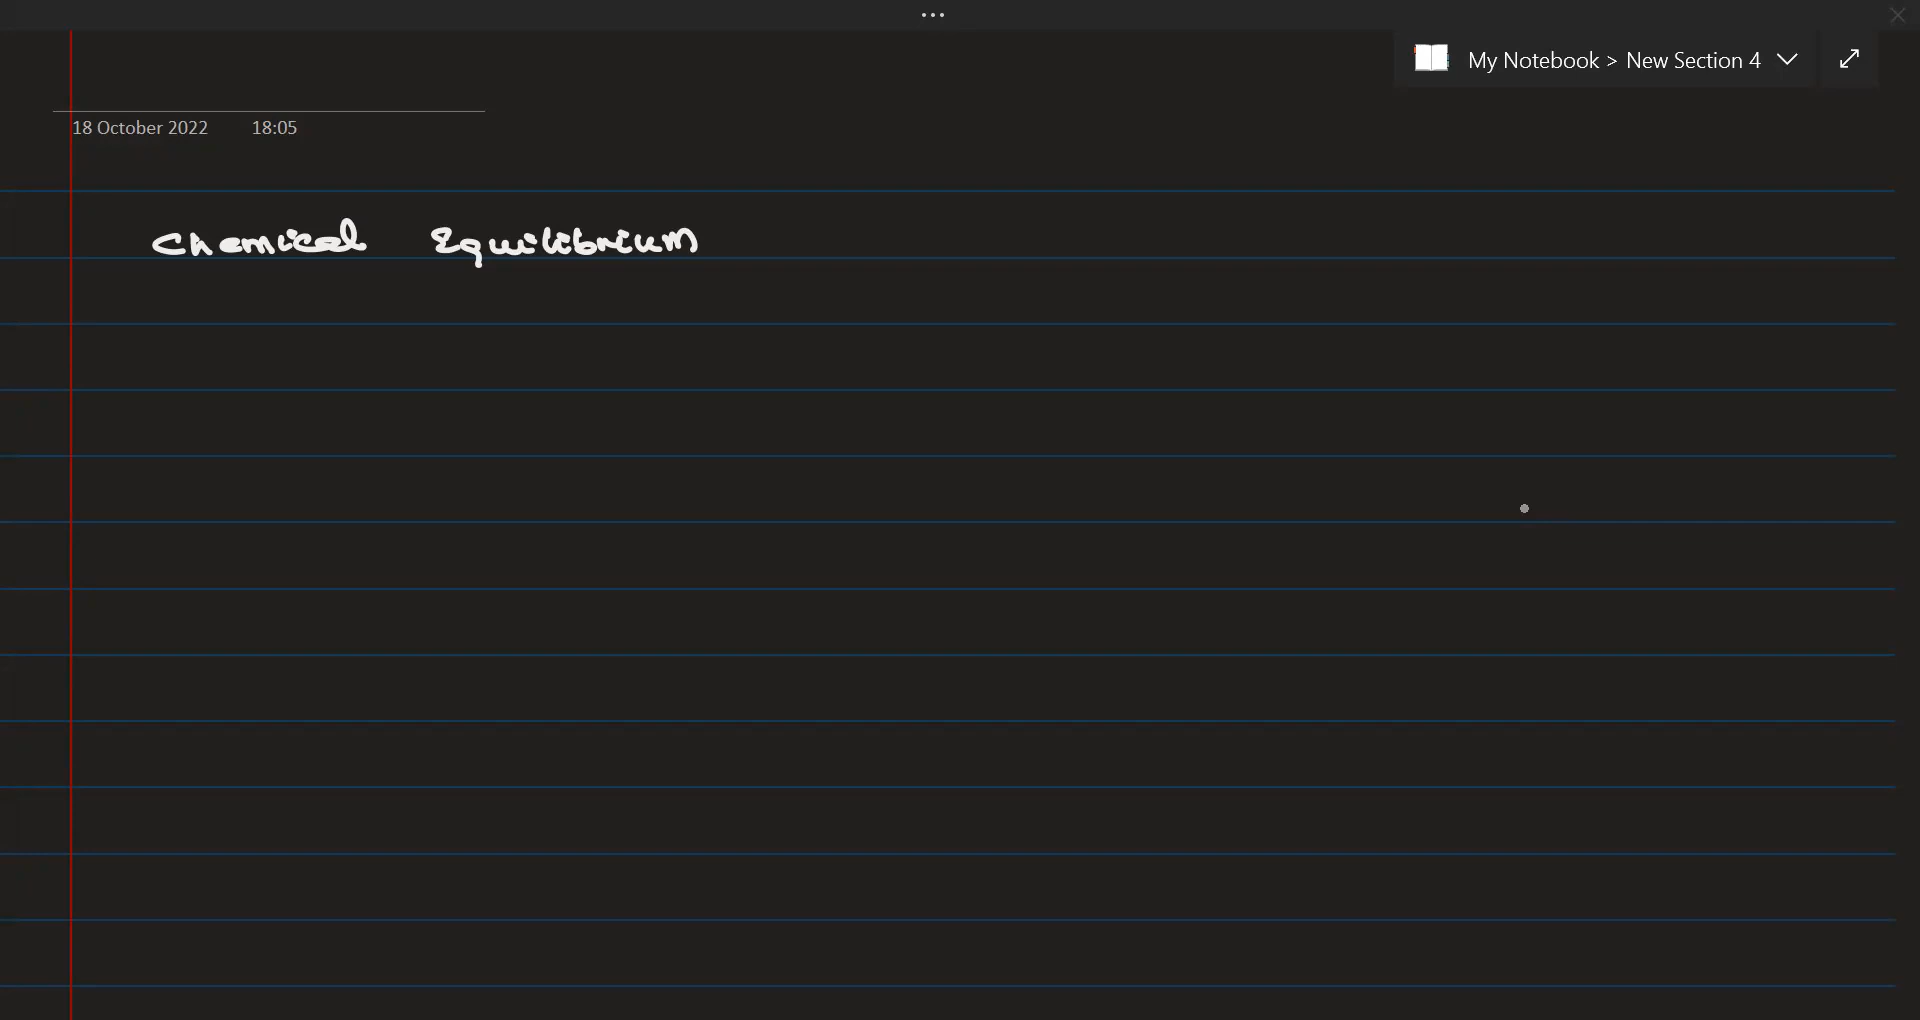 My Notebook > New Section 4
18 October 2022 18:05
Chemical Equilibrium